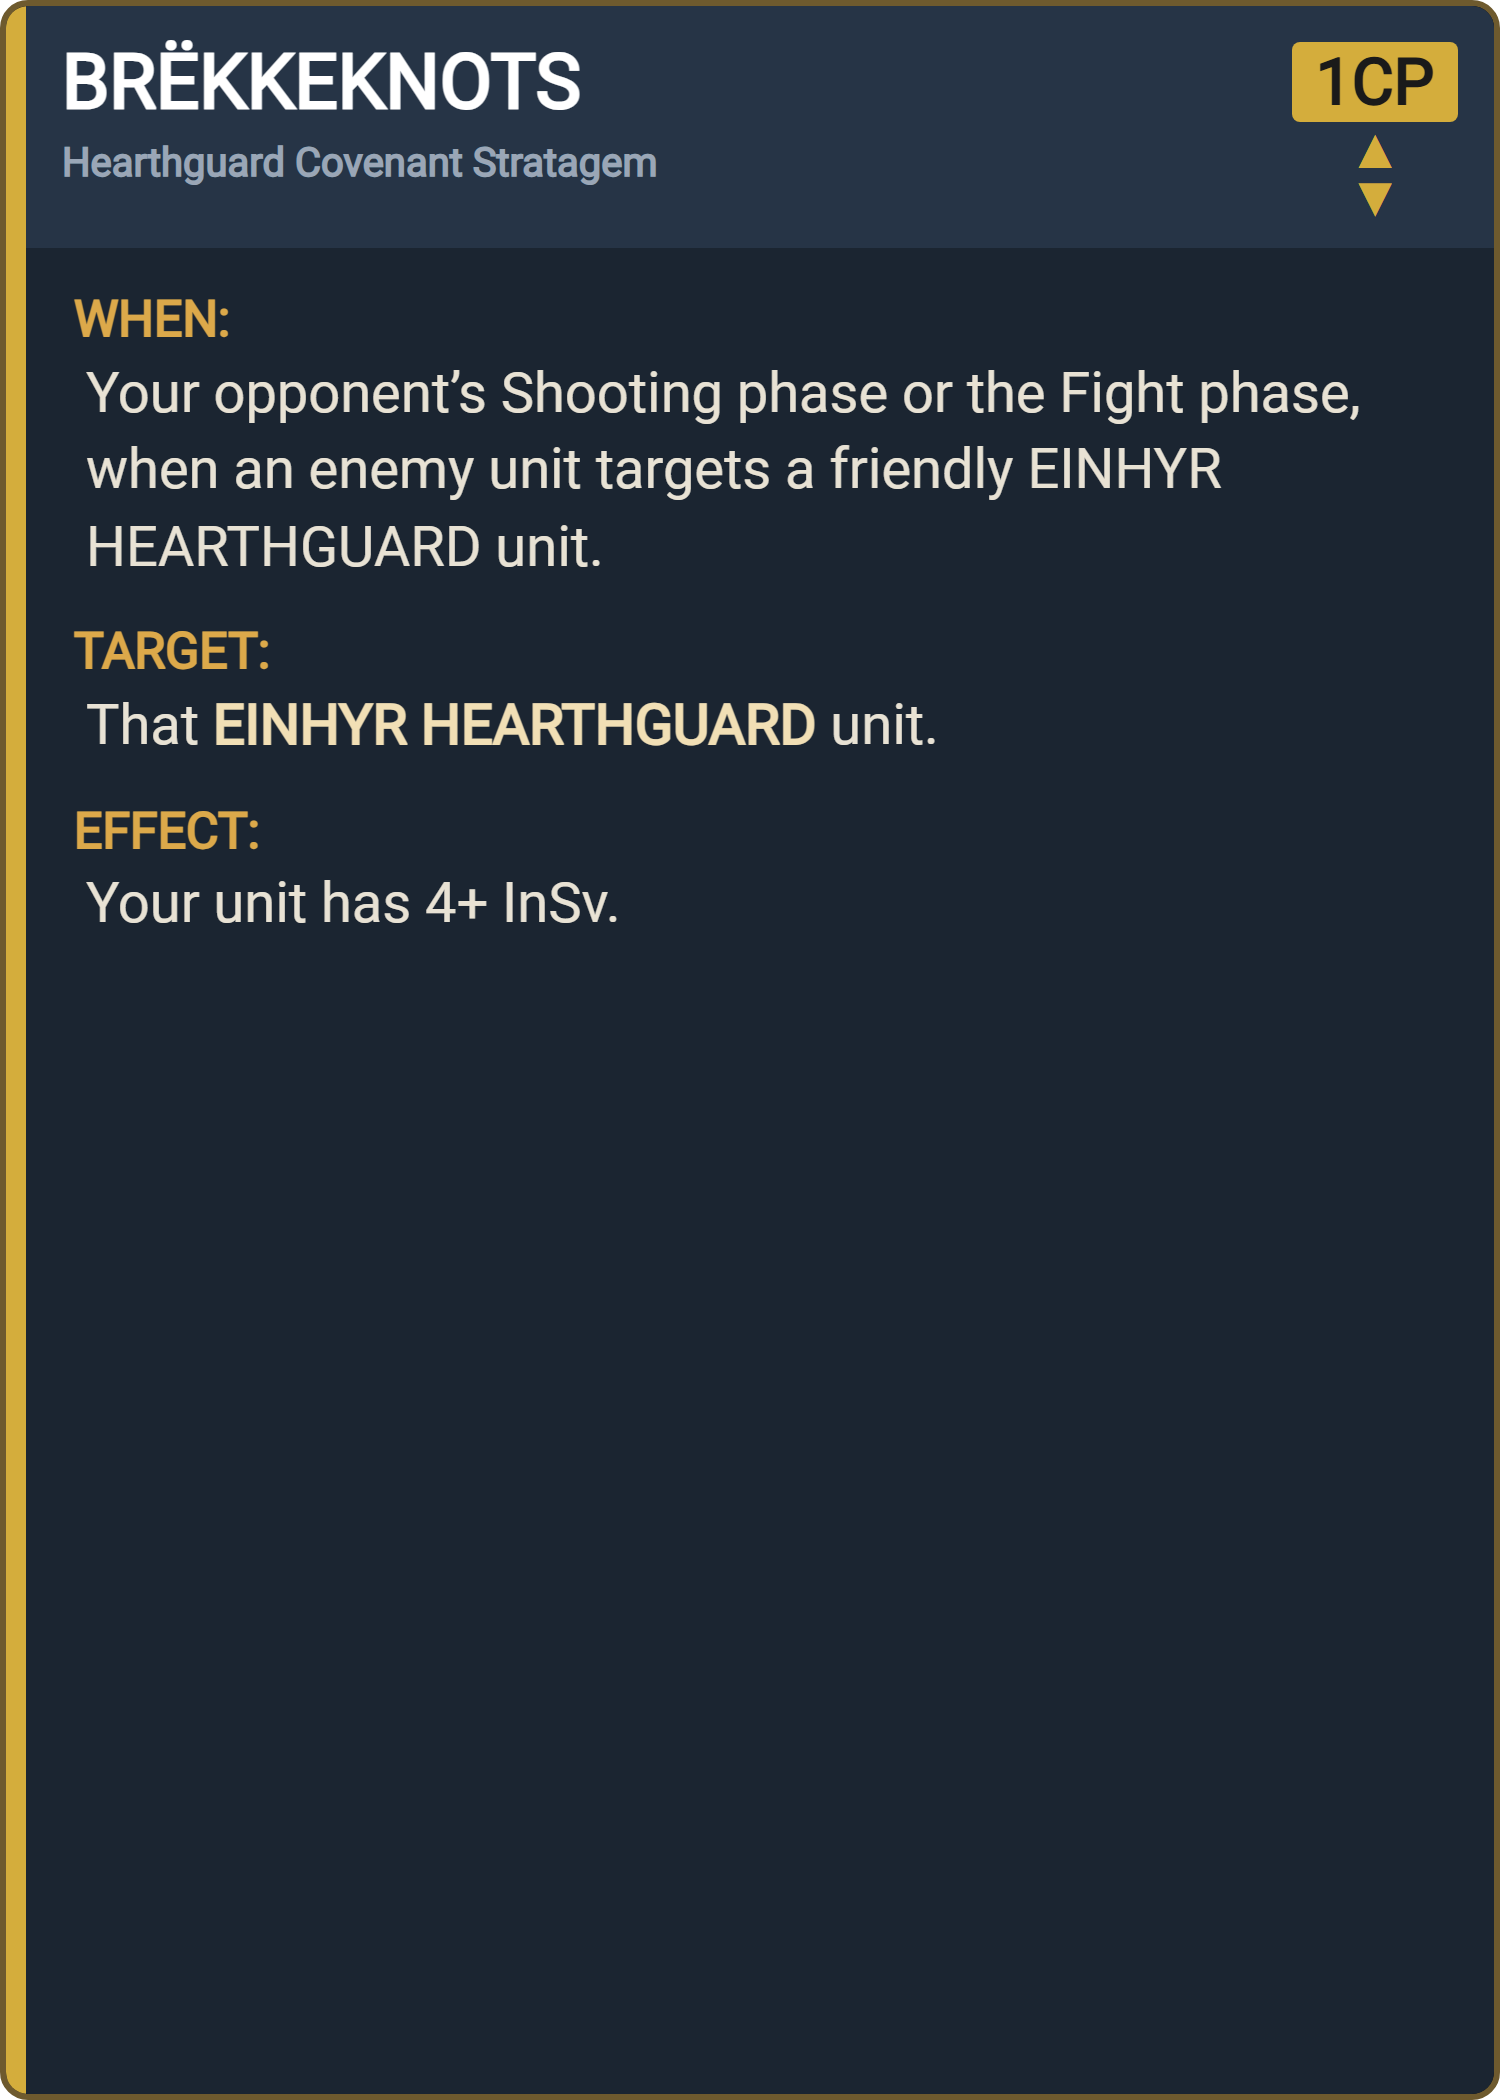 BRËKKEKNOTS
1CP
Hearthguard Covenant Stratagem
▲
▼
WHEN:
Your opponent’s Shooting phase or the Fight phase,
when an enemy unit targets a friendly EINHYR
HEARTHGUARD unit.
TARGET:
That EINHYR HEARTHGUARD unit.
EFFECT:
Your unit has 4+ InSv.